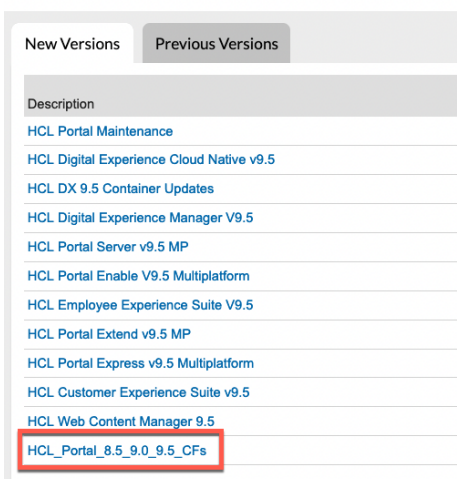 New Versions
Previous Versions
Description
HCL Portal Maintenance
HCL Digital Experience Cloud Native v9.5
HCL DX 9.5 Container Updates
HCL Digital Experience Manager V9.5
HCL Portal Server v9.5 MP
HCL Portal Enable V9.5 Multiplatform
HCL Employee Experience Suite V9.5
HCL Portal Extend v9.5 MP
HCL Portal Express v9.5 Multiplatform
HCL Customer Experience Suite v9.5
HCL Web Content Manager 9.5
HCL_Portal_8.5_9.0_9.5_CFs